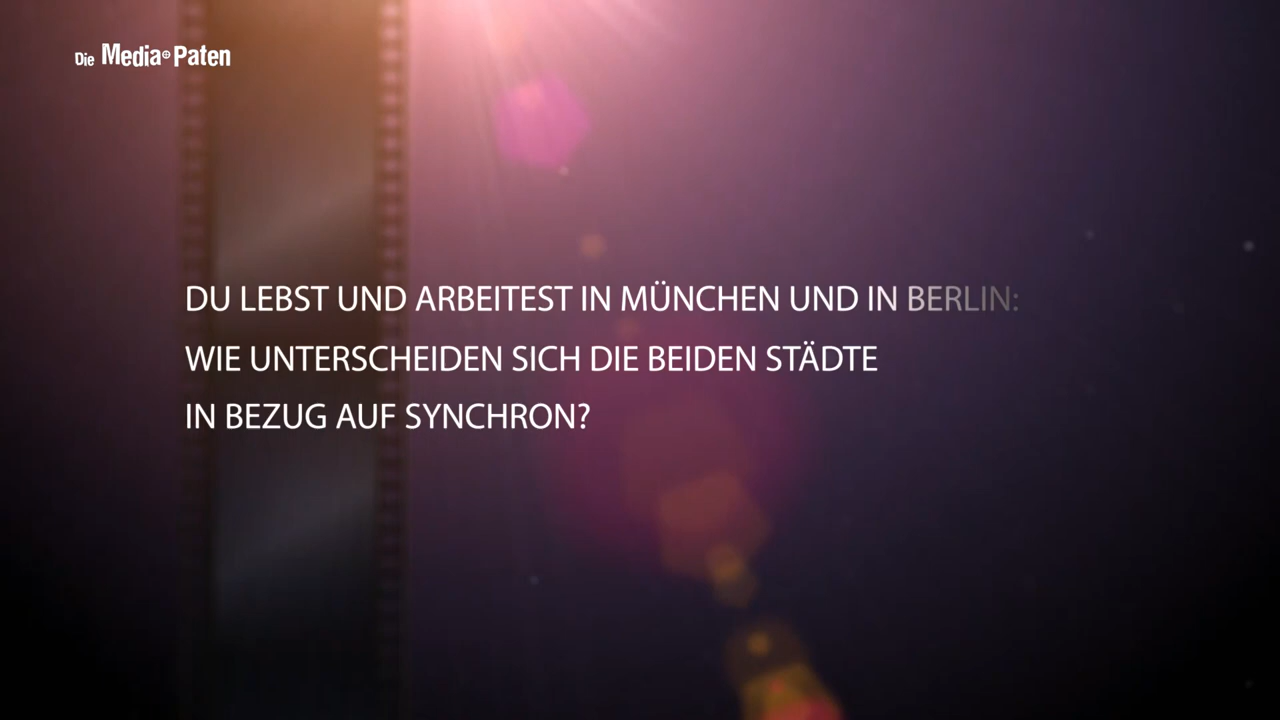 Die Media Paten
DU LEBST UND ARBEITEST IN MÜNCHEN UND IN BERLIN:
WIE UNTERSCHEIDEN SICH DIE BEIDEN STÄDTE
IN BEZUG AUF SYNCHRON?